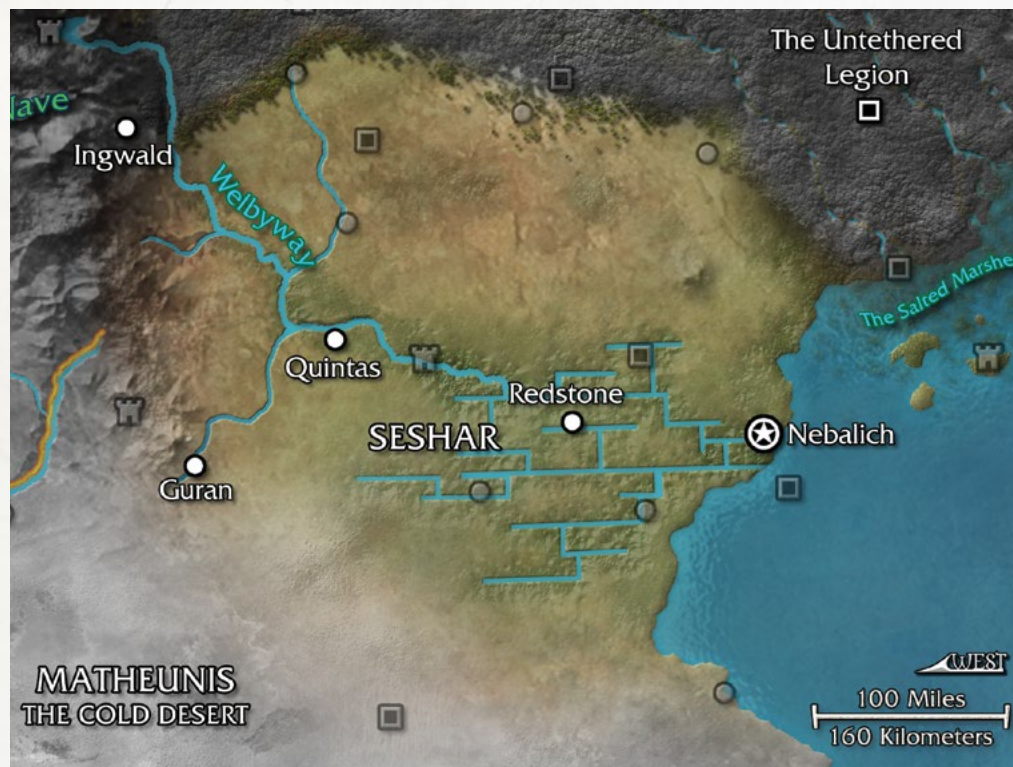 The Untethered
Legion
lave
Ingwald
Welbyway
The Salted Marshe
Quintas
Redstone
SESHAR
Nebalich
Guran
WEST
MATHEUNIS
THE COLD DESERT
100 Miles
160 Kilometers